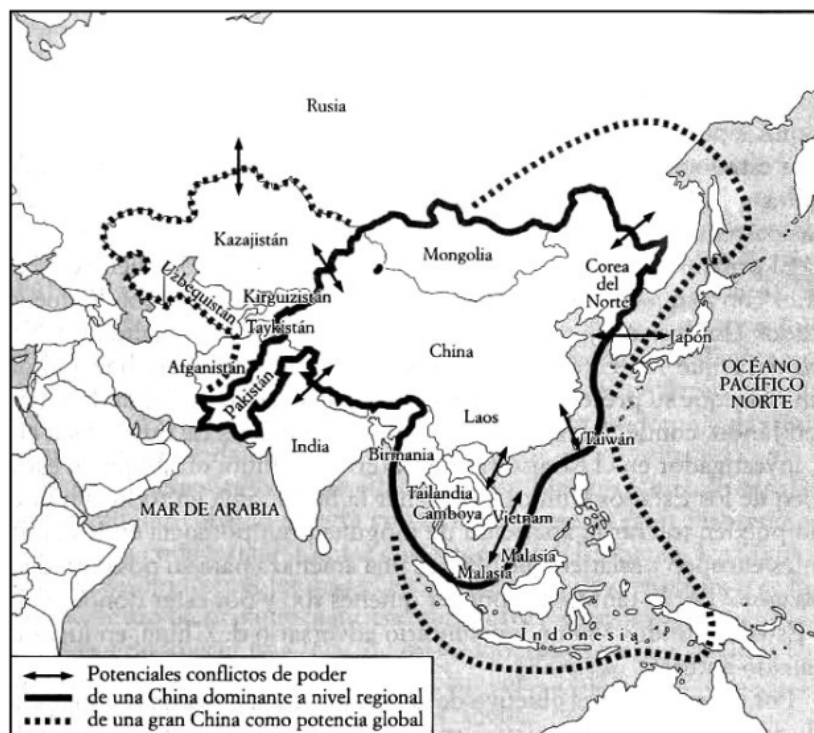 Rusia
Kazajistán
Mongolia
Uzbequistán
Kirguizistán
Corea
del
Norte
Taykistán
Japón
China
Afganistán
OCÉANO
PACÍFICO
NORTE
Pakistán
Laos
India
Birmania
Taiwán
MAR DE ARABIA
Tailandia
Camboya
Vietnam
Malasia
Malasia
Indonesia
Potenciales conflictos de poder
de una China dominante a nivel regional
de una gran China como potencia global